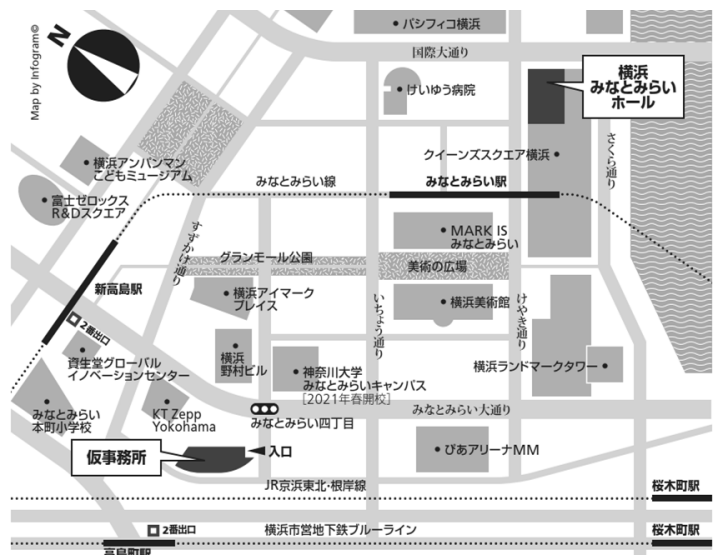 Map by Infogram©
N
パシフィコ横浜
国際大通り
けいゆう病院
横浜
みなとみらい
ホール
クイーンズスクエア横浜
さくら通り
横浜アンパンマン
こどもミュージアム
富士ゼロックス
R&Dスクエア
みなとみらい線
みなとみらい駅
すずかけ通り
MARK IS
みなとみらい
グランモール公園
美術の広場
新高島駅
2番出口
横浜アイマーク
プレイス
いちょう通り
横浜美術館
けやき通り
資生堂グローバル
イノベーションセンター
横浜
野村ビル
神奈川大学
みなとみらいキャンパス
[2021年春開校]
横浜ランドマークタワー
みなとみらい
本町小学校
KT Zepp
Yokohama
みなとみらい四丁目
みなとみらい大通り
仮事務所
入口
ぴあアリーナMM
JR京浜東北・根岸線
桜木町駅
2番出口
横浜市営地下鉄ブルーライン
桜木町駅
高島町駅